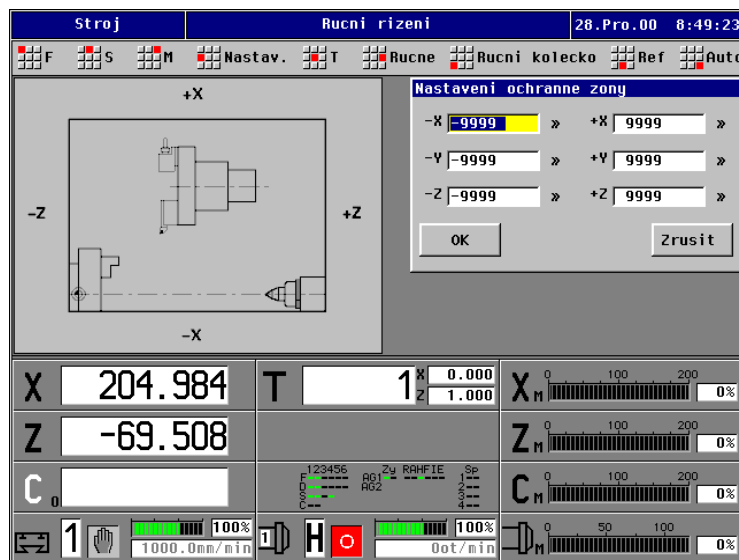 Stroj Rucni rizeni 28.Pro.00 8:49:23
F S M Nastav. T Rucne Rucni kolecko Ref Auto
+X
-Z +Z
-X
Nastaveni ochranne zony
-X -9999 » +X 9999 »
-Y -9999 » +Y 9999 »
-Z -9999 » +Z 9999 »
OK Zrusit
X 204.984 T 1 X 0.000 Z 1.000 XM 0 100 200 0%
Z -69.508 ZM 0 100 200 0%
C 0 CM 0 100 200 0%
123456 Zy RAHFIE Sp
F AG1 1
D AG2 2
S 3
C 4
1 100% 1000.0mm/min 1 H 100% 0ot/min M 0 50 100 0%